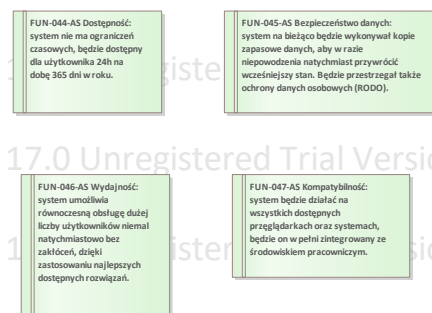 FUN-044-AS Dostępność:
system nie ma ograniczeń
czasowych, będzie dostępny
dla użytkownika 24h na
dobę 365 dni w roku.
FUN-045-AS Bezpieczeństwo danych:
system na bieżąco będzie wykonywał kopie
zapasowe danych, aby w razie
niepowodzenia natychmiast przywrócić
wcześniejszy stan. Będzie przestrzegał także
ochrony danych osobowych (RODO).
17.0 Unregistered Trial Versio
FUN-046-AS Wydajność:
system umożliwia
równoczesną obsługę dużej
liczby użytkowników niemal
natychmiastowo bez
zakłóceń, dzięki
zastosowaniu najlepszych
dostępnych rozwiązań.
FUN-047-AS Kompatybilność:
system będzie działać na
wszystkich dostępnych
przeglądarkach oraz systemach,
będzie on w pełni zintegrowany ze
środowiskiem pracowniczym.